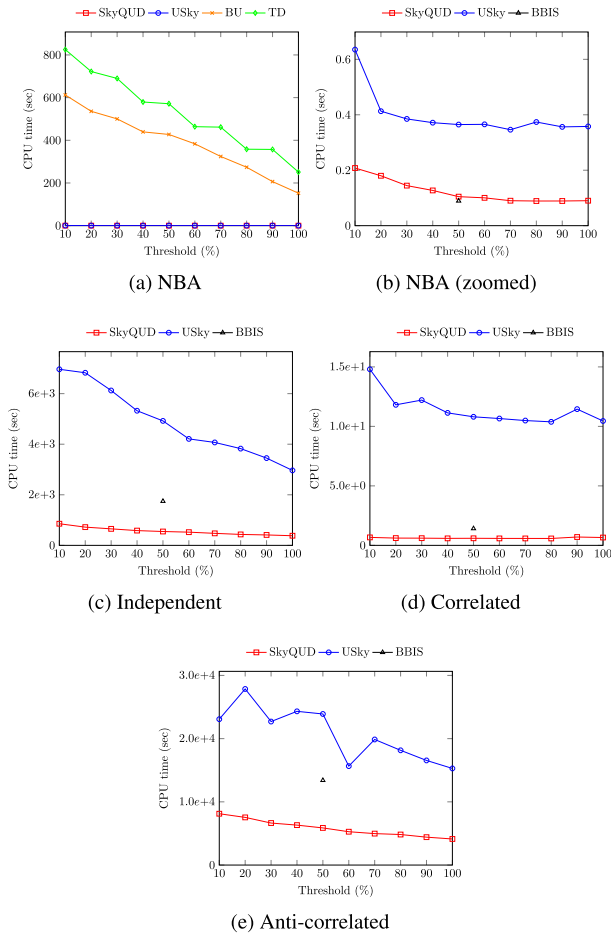 SkyQUD USky BU TD
800
600
400
200
0
10 20 30 40 50 60 70 80 90 100
CPU time (sec)
Threshold (%)
(a) NBA
SkyQUD USky BBIS
0.6
0.4
0.2
0
10 20 30 40 50 60 70 80 90 100
CPU time (sec)
Threshold (%)
(b) NBA (zoomed)
SkyQUD USky BBIS
6e+3
4e+3
2e+3
0
10 20 30 40 50 60 70 80 90 100
CPU time (sec)
Threshold (%)
(c) Independent
SkyQUD USky BBIS
1.5e+1
1.0e+1
5.0e+0
0
10 20 30 40 50 60 70 80 90 100
CPU time (sec)
Threshold (%)
(d) Correlated
SkyQUD USky BBIS
3.0e+4
2.0e+4
1.0e+4
0
10 20 30 40 50 60 70 80 90 100
CPU time (sec)
Threshold (%)
(e) Anti-correlated